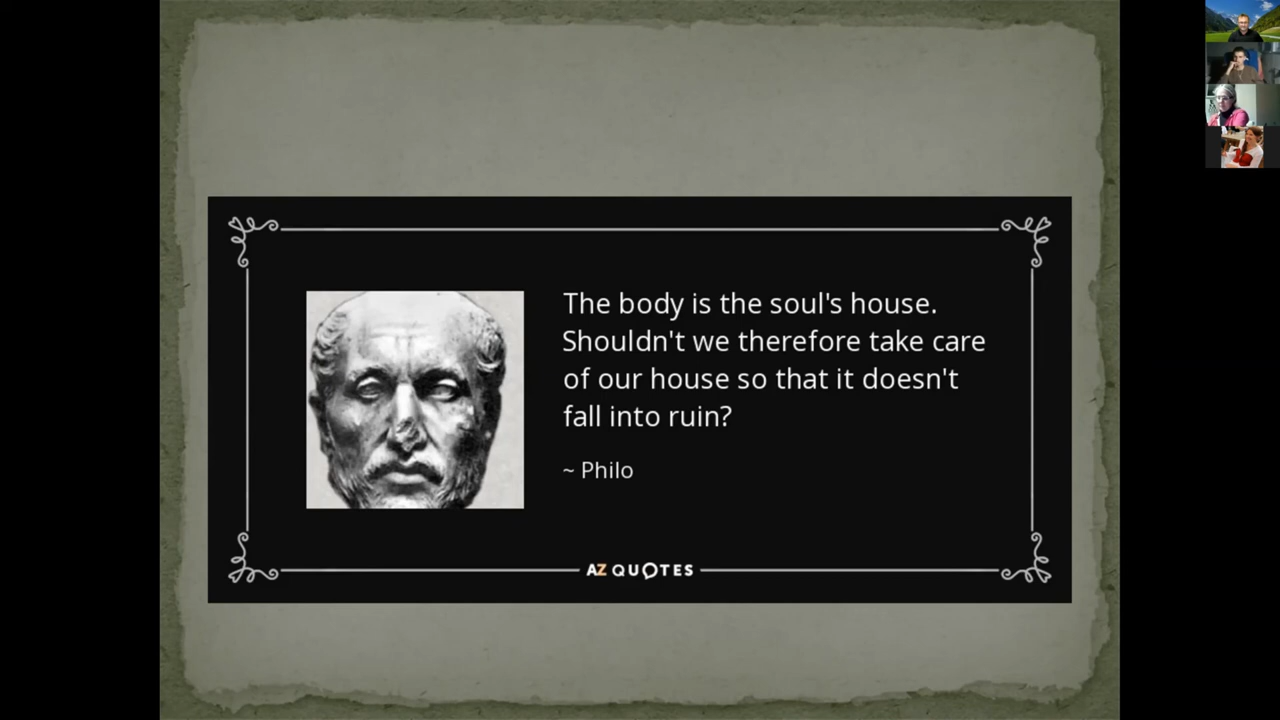 The body is the soul's house.
Shouldn't we therefore take care
of our house so that it doesn't
fall into ruin?
~ Philo
AZ QUOTES